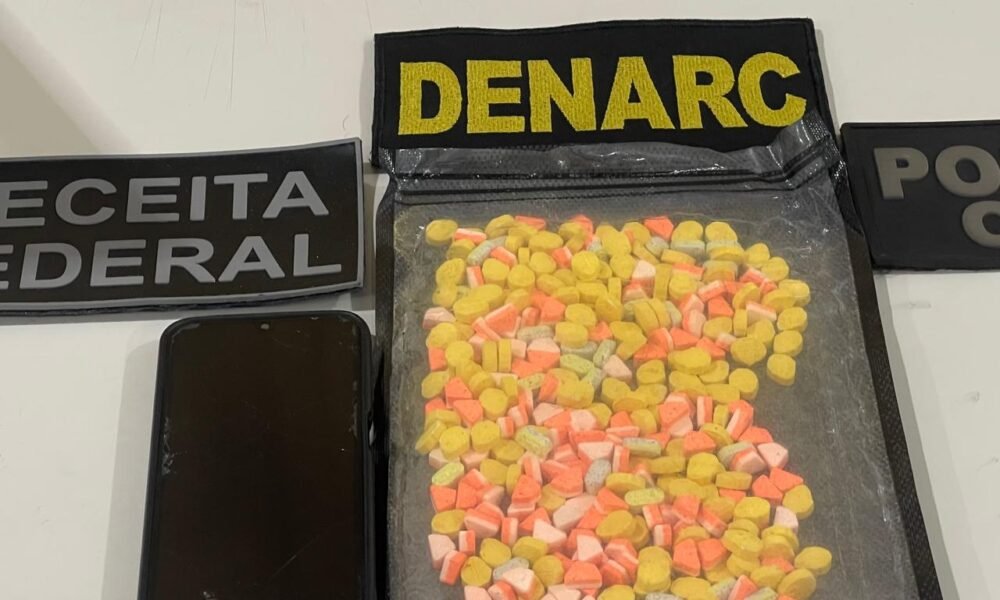 DENARC
ECEITA
EDERAL
PO
C